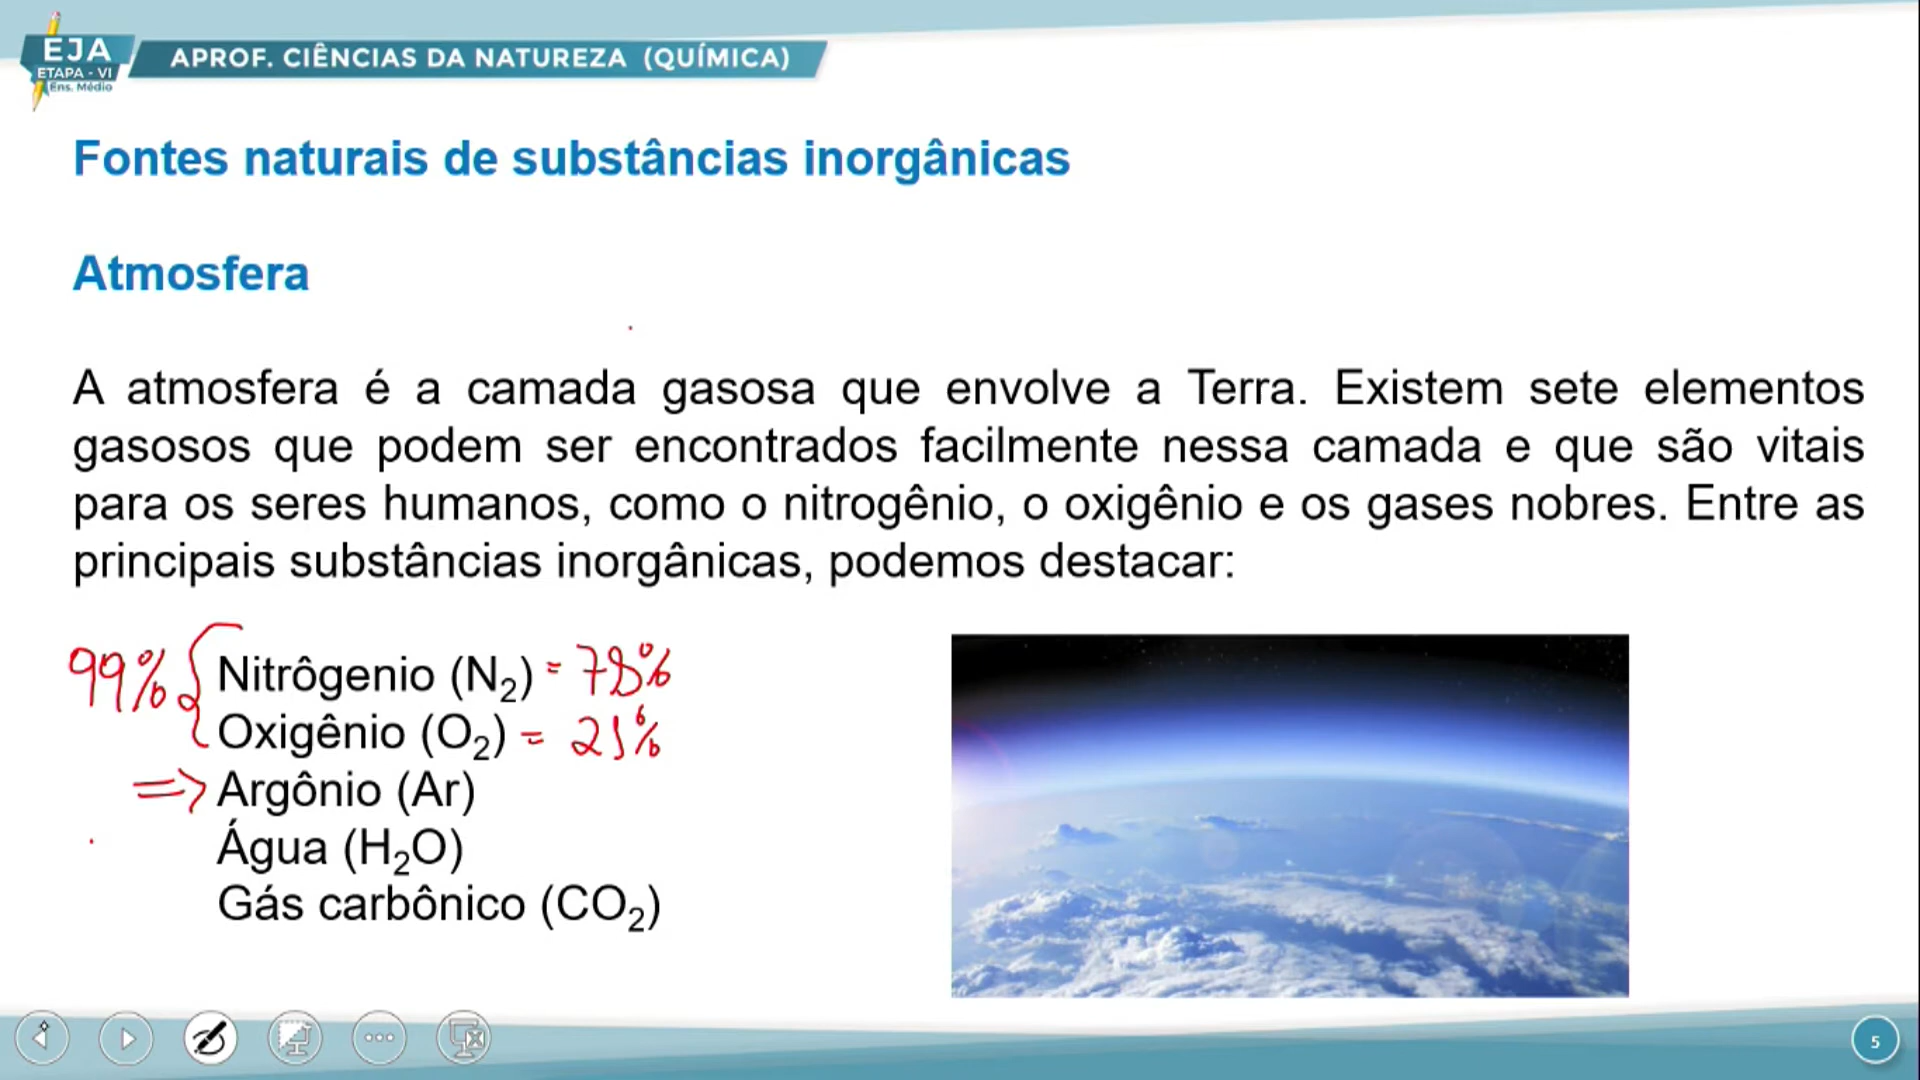 EJA
ETAPA - VI
Ens. Médio
APROF. CIÊNCIAS DA NATUREZA (QUÍMICA)
Fontes naturais de substâncias inorgânicas
Atmosfera
A atmosfera é a camada gasosa que envolve a Terra. Existem sete elementos
gasosos que podem ser encontrados facilmente nessa camada e que são vitais
para os seres humanos, como o nitrogênio, o oxigênio e os gases nobres. Entre as
principais substâncias inorgânicas, podemos destacar:
99% { Nitrôgenio (N₂) = 78%
Oxigênio (O₂) = 21%
⇒ Argônio (Ar)
Água (H₂O)
Gás carbônico (CO₂)
5